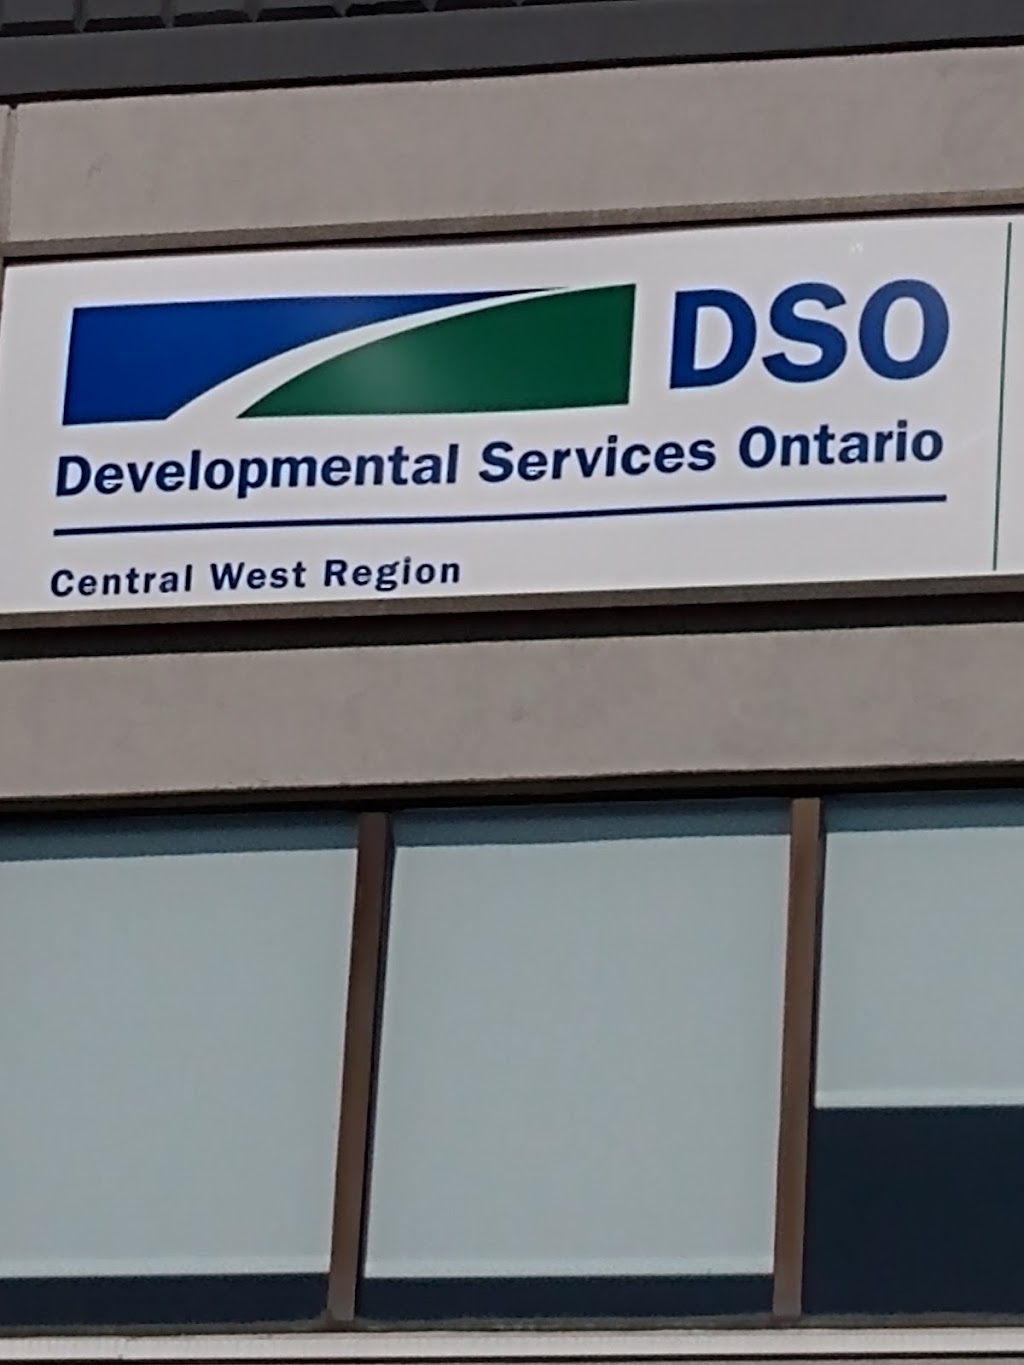 DSO
Developmental Services Ontario
Central West Region